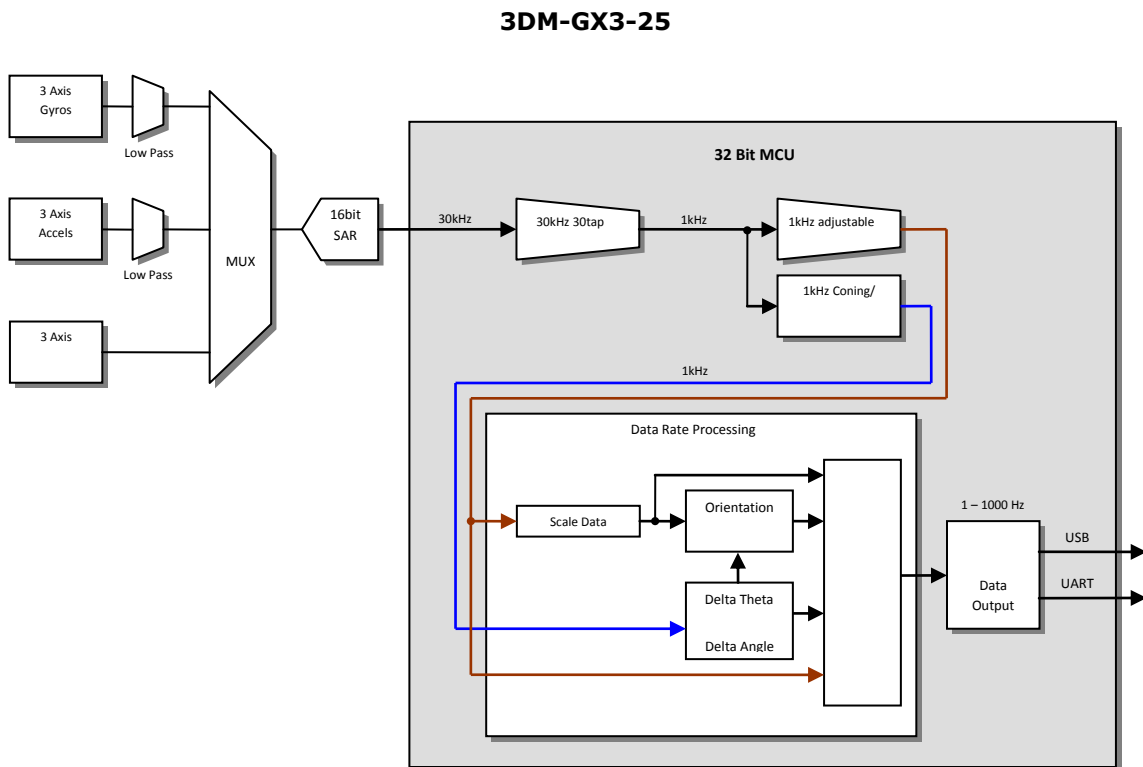 3DM-GX3-25
3 Axis
Gyros
Low Pass
3 Axis
Accels
Low Pass
3 Axis
MUX
16bit
SAR
32 Bit MCU
30kHz
30kHz 30tap
1kHz
1kHz adjustable
1kHz Coning/
1kHz
Data Rate Processing
Scale Data
Orientation
Delta Theta
Delta Angle
1 – 1000 Hz
Data
Output
USB
UART